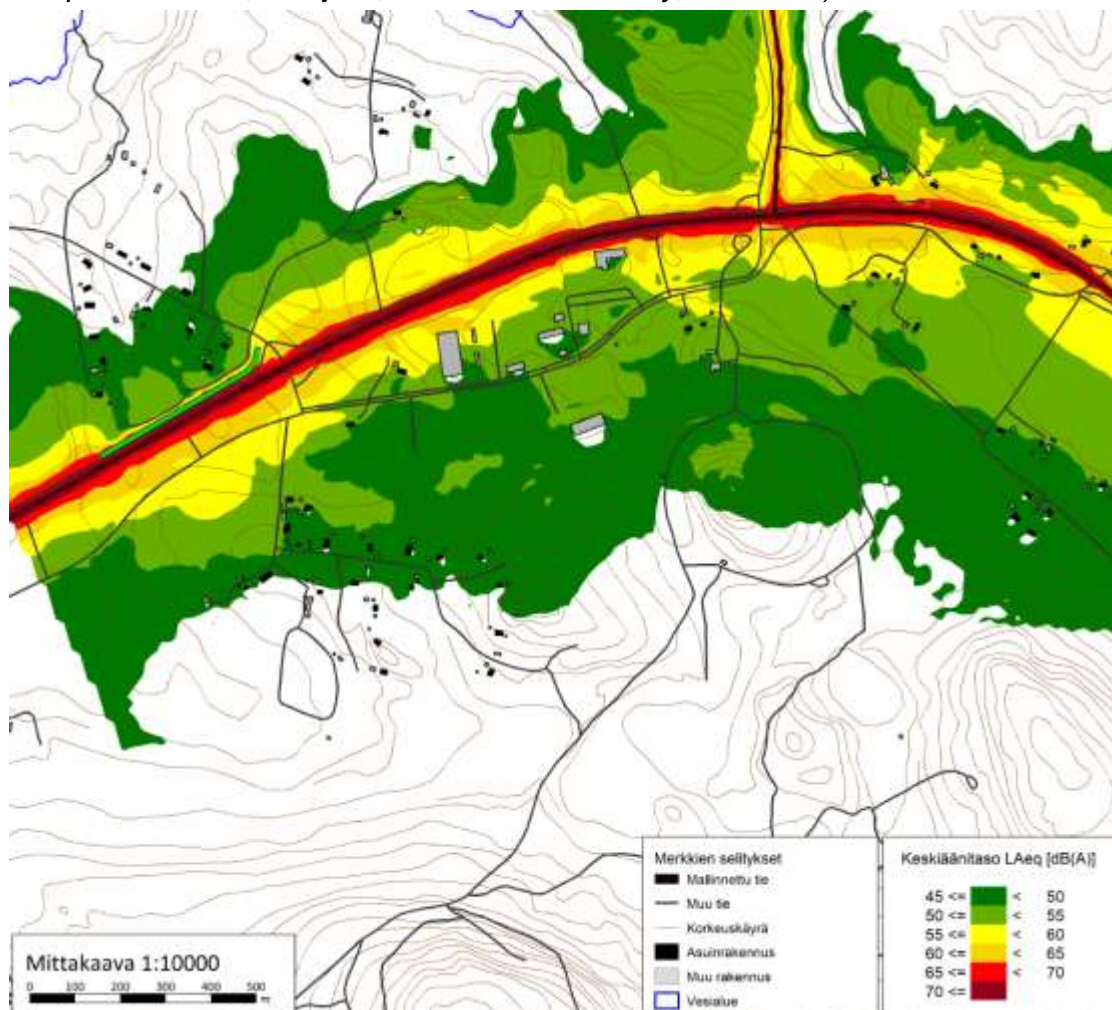 Merkkien selitykset
Mallinnettu tie
Muu tie
Korkeuskäyrä
Asuinrakennus
Muu rakennus
Vesialue
Keskiäänitaso LAeq [dB(A)]
45 <= < 50
50 <= < 55
55 <= < 60
60 <= < 65
65 <= < 70
70 <=
Mittakaava 1:10000
0 100 200 300 400 500
m